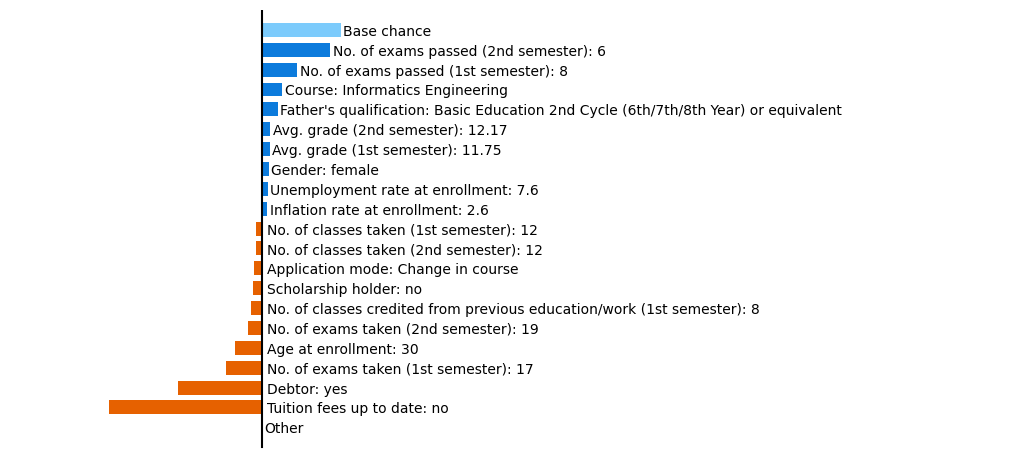 Base chance
No. of exams passed (2nd semester): 6
No. of exams passed (1st semester): 8
Course: Informatics Engineering
Father's qualification: Basic Education 2nd Cycle (6th/7th/8th Year) or equivalent
Avg. grade (2nd semester): 12.17
Avg. grade (1st semester): 11.75
Gender: female
Unemployment rate at enrollment: 7.6
Inflation rate at enrollment: 2.6
No. of classes taken (1st semester): 12
No. of classes taken (2nd semester): 12
Application mode: Change in course
Scholarship holder: no
No. of classes credited from previous education/work (1st semester): 8
No. of exams taken (2nd semester): 19
Age at enrollment: 30
No. of exams taken (1st semester): 17
Debtor: yes
Tuition fees up to date: no
Other